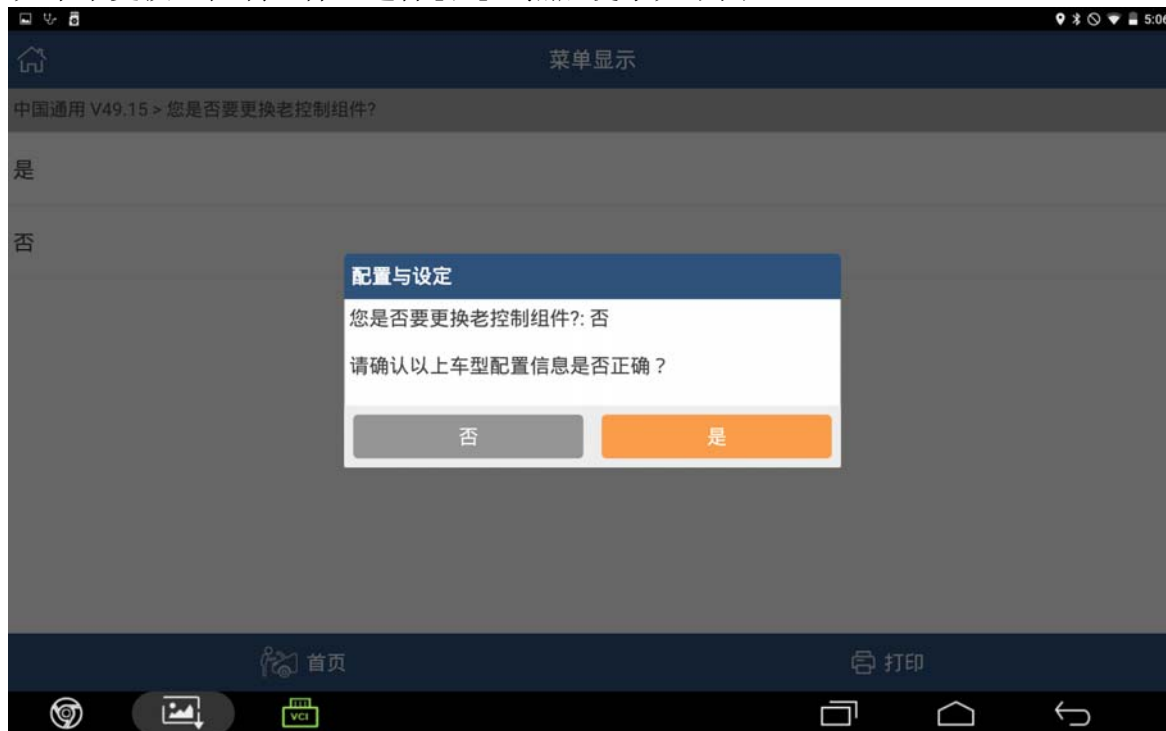 5:06
菜单显示
中国通用 V49.15 > 您是否要更换老控制组件?
是
否
配置与设定
您是否要更换老控制组件?: 否
请确认以上车型配置信息是否正确？
否
是
首页
打印
VCI